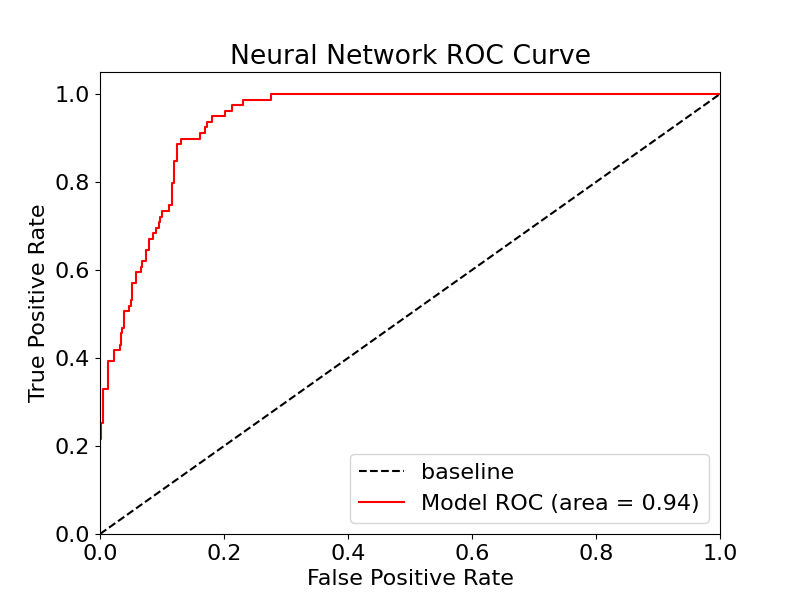 Neural Network ROC Curve
True Positive Rate
1.0
0.8
0.6
0.4
0.2
0.0
baseline
Model ROC (area = 0.94)
0.0 0.2 0.4 0.6 0.8 1.0
False Positive Rate